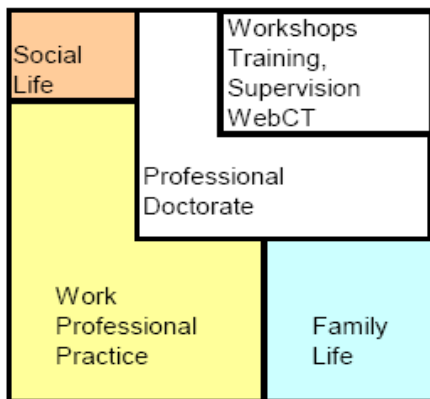 Social
Life
Workshops
Training,
Supervision
WebCT
Professional
Doctorate
Work
Professional
Practice
Family
Life